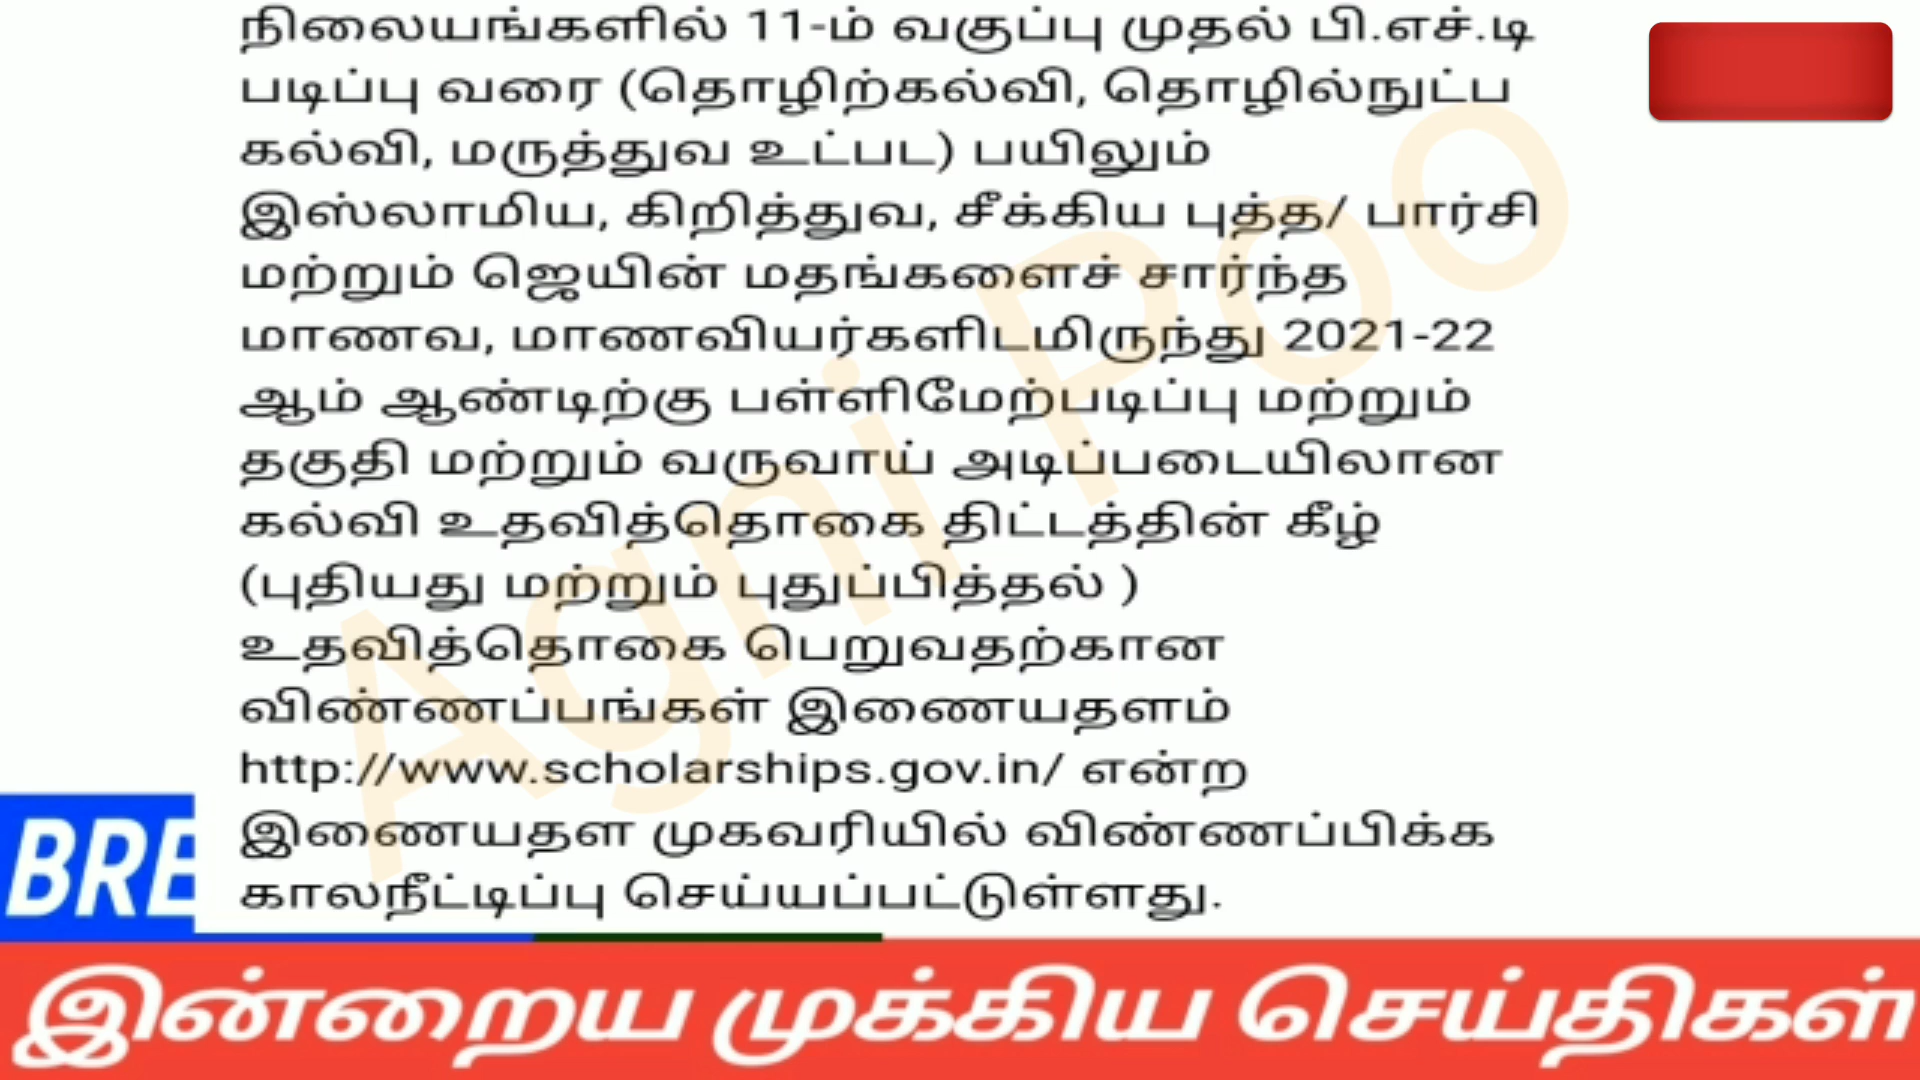 நிலையங்களில் 11-ம் வகுப்பு முதல் பி.எச்.டி
படிப்பு வரை (தொழிற்கல்வி, தொழில்நுட்ப
கல்வி, மருத்துவ உட்பட) பயிலும்
இஸ்லாமிய, கிறித்துவ, சீக்கிய புத்த/ பார்சி
மற்றும் ஜெயின் மதங்களைச் சார்ந்த
மாணவ, மாணவியர்களிடமிருந்து 2021-22
ஆம் ஆண்டிற்கு பள்ளிமேற்படிப்பு மற்றும்
தகுதி மற்றும் வருவாய் அடிப்படையிலான
கல்வி உதவித்தொகை திட்டத்தின் கீழ்
(புதியது மற்றும் புதுப்பித்தல் )
உதவித்தொகை பெறுவதற்கான
விண்ணப்பங்கள் இணையதளம்
http://www.scholarships.gov.in/ என்ற
இணையதள முகவரியில் விண்ணப்பிக்க
காலநீட்டிப்பு செய்யப்பட்டுள்ளது.
Agni Poo
BRE
இன்றைய முக்கிய செய்திகள்